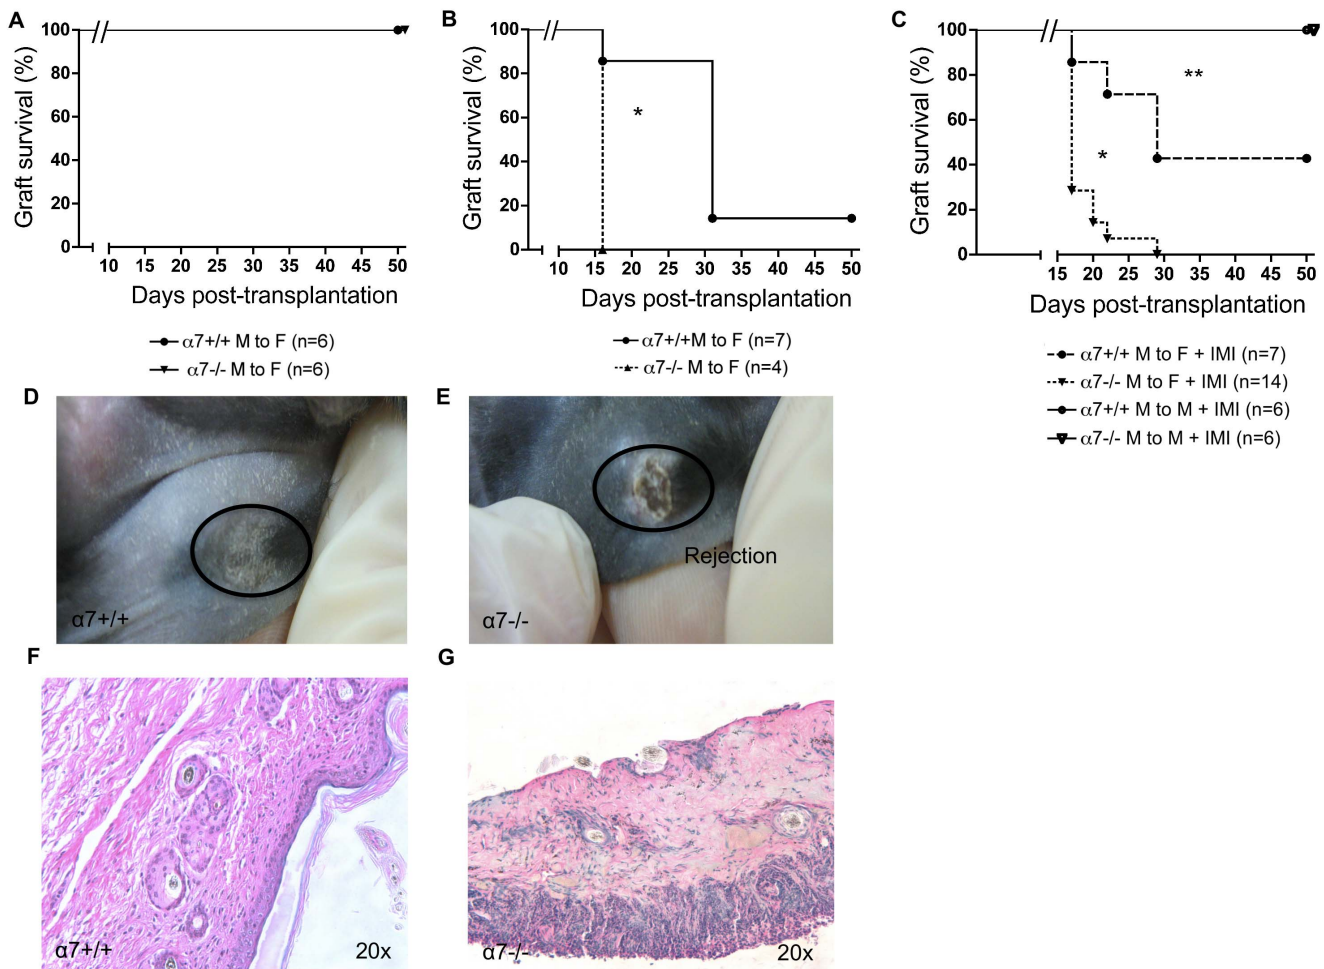 A
Graft survival (%)
100
80
60
40
20
0
10 15 20 25 30 35 40 45 50
Days post-transplantation
α7+/+ M to F (n=6)
α7-/- M to F (n=6)
B
Graft survival (%)
100
80
60
40
20
0
*
10 15 20 25 30 35 40 45 50
Days post-transplantation
α7+/+M to F (n=7)
α7-/- M to F (n=4)
C
Graft survival (%)
100
80
60
40
20
0
**
*
15 20 25 30 35 40 45 50
Days post-transplantation
α7+/+ M to F + IMI (n=7)
α7-/- M to F + IMI (n=14)
α7+/+ M to M + IMI (n=6)
α7-/- M to M + IMI (n=6)
D
α7+/+
E
Rejection
α7-/-
F
α7+/+ 20x
G
α7-/- 20x